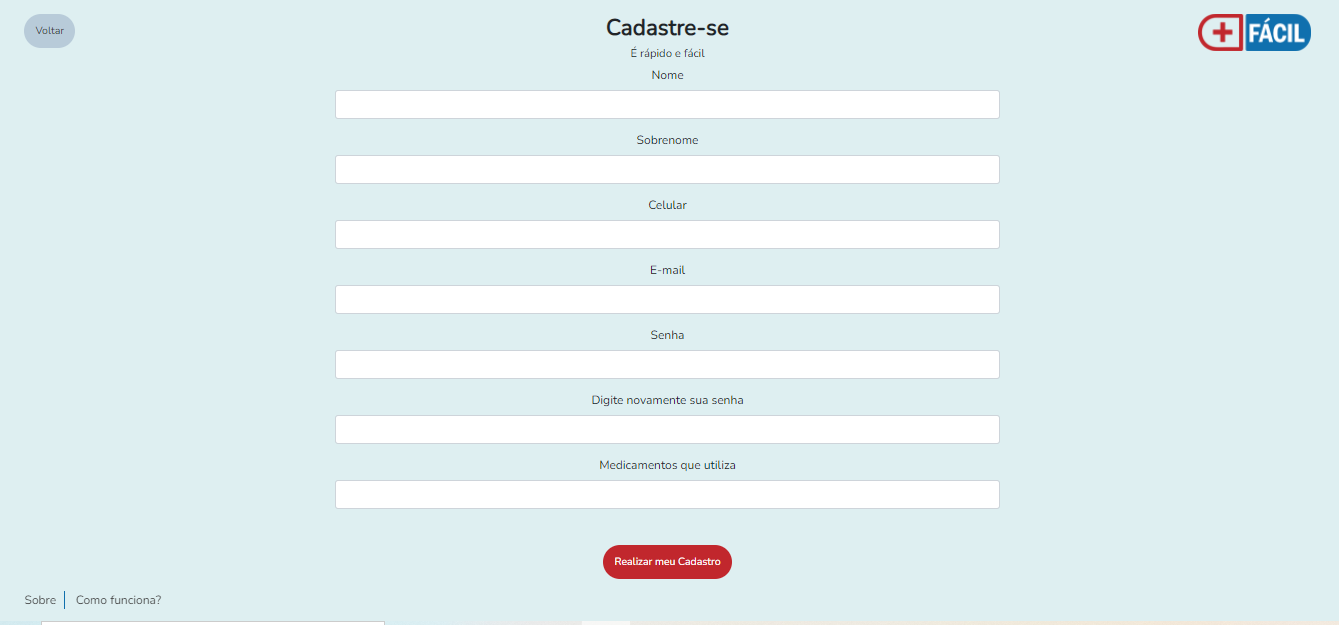 Voltar
Cadastre-se
FÁCIL
É rápido e fácil
Nome
Sobrenome
Celular
E-mail
Senha
Digite novamente sua senha
Medicamentos que utiliza
Realizar meu Cadastro
Sobre
Como funciona?